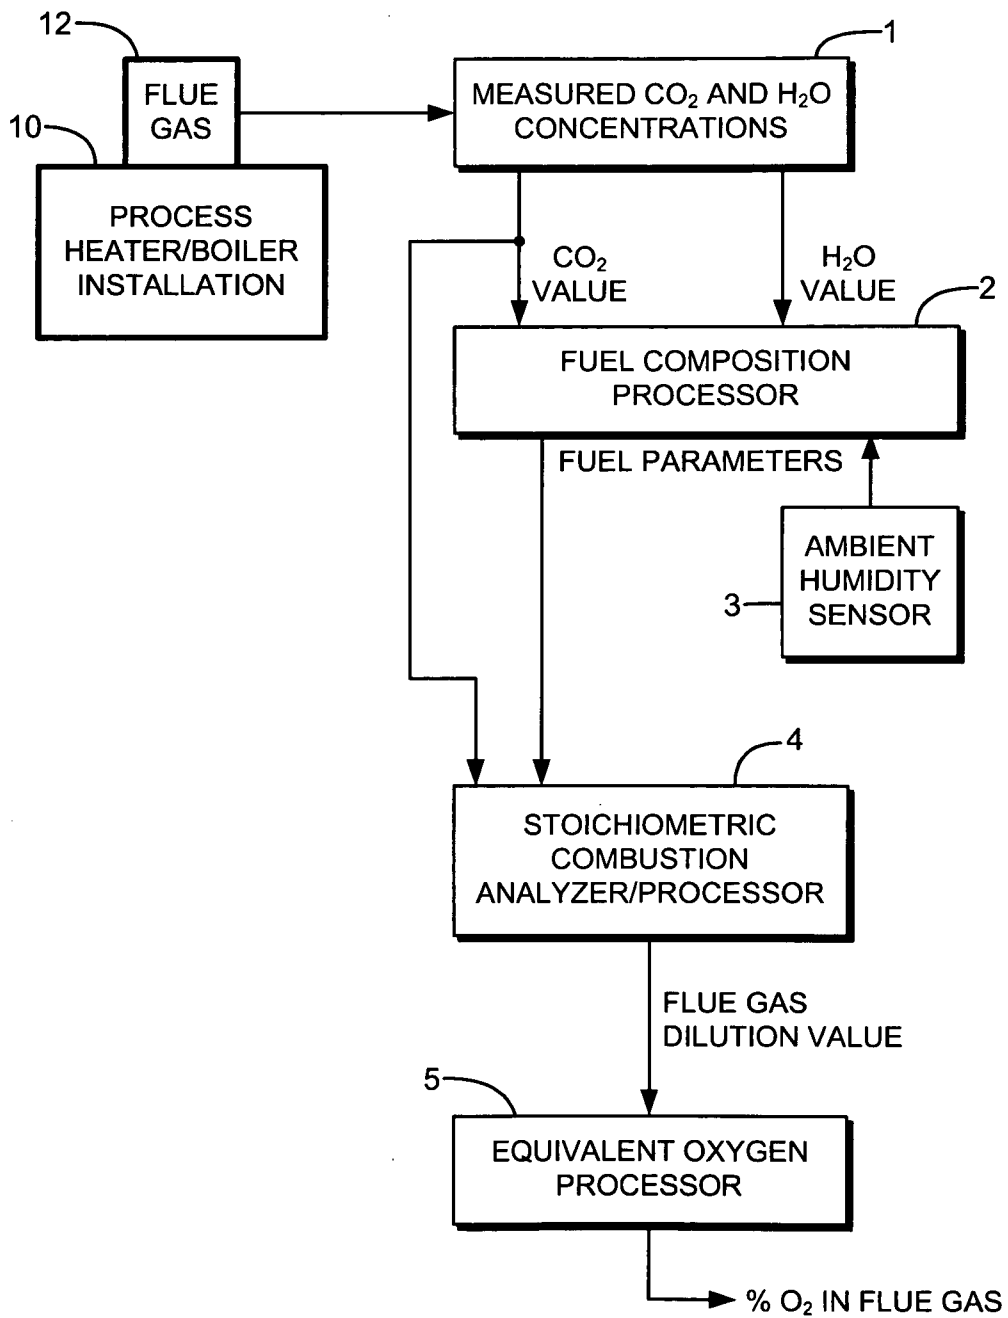 12
FLUE
GAS
10
PROCESS
HEATER/BOILER
INSTALLATION
1
MEASURED CO₂ AND H₂O
CONCENTRATIONS
CO₂
VALUE
H₂O
VALUE
2
FUEL COMPOSITION
PROCESSOR
FUEL PARAMETERS
AMBIENT
HUMIDITY
SENSOR
3
4
STOICHIOMETRIC
COMBUSTION
ANALYZER/PROCESSOR
FLUE GAS
DILUTION VALUE
5
EQUIVALENT OXYGEN
PROCESSOR
% O₂ IN FLUE GAS